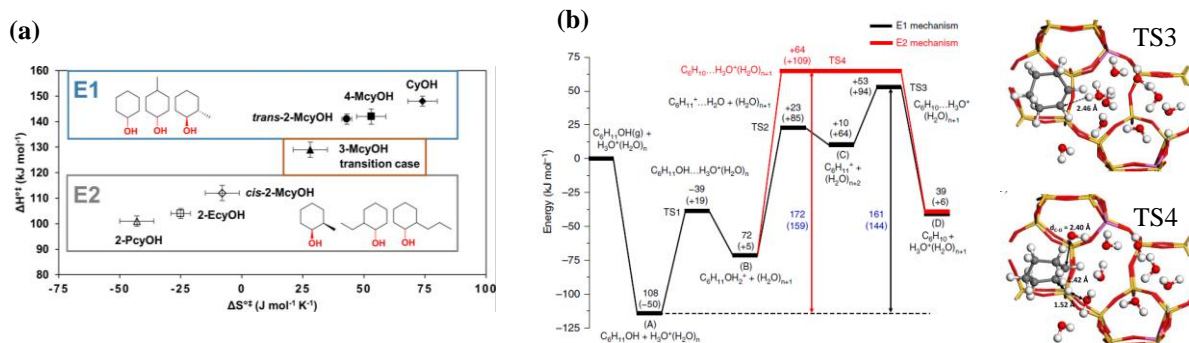 (a)
160
150
140
130
120
110
100
90
80
ΔH°‡ (kJ mol⁻¹)
E1
OH
OH
OH
CyOH
4-McyOH
trans-2-McyOH
3-McyOH
transition case
E2
cis-2-McyOH
2-EcyOH
2-PcyOH
OH
OH
OH
-50
-25
0
25
50
75
100
ΔS°‡ (J mol⁻¹ K⁻¹)
(b)
E1 mechanism
E2 mechanism
75
50
25
0
−25
−50
−75
−100
−125
Energy (kJ mol⁻¹)
C₆H₁₁OH(g) +
H₃O⁺(H₂O)ₙ
108
(−50)
(A)
C₆H₁₁OH + H₃O⁺(H₂O)ₙ
C₆H₁₁OH...H₃O⁺(H₂O)ₙ
−39
(+19)
TS1
72
(+5)
(B)
C₆H₁₁OH₂⁺ + (H₂O)ₙ₊₁
C₆H₁₁⁺...H₂O + (H₂O)ₙ₊₁
+23
(+85)
TS2
+64
(+109)
TS4
C₆H₁₀...H₃O⁺(H₂O)ₙ₊₁
+10
(+64)
(C)
C₆H₁₁⁺ +
(H₂O)ₙ₊₂
+53
(+94)
TS3
C₆H₁₀...H₃O⁺
(H₂O)ₙ₊₁
172
(159)
161
(144)
39
(+6)
(D)
C₆H₁₀ +
H₃O⁺(H₂O)ₙ₊₁
TS3
2.46 Å
TS4
d_C-O = 2.40 Å
1.52 Å